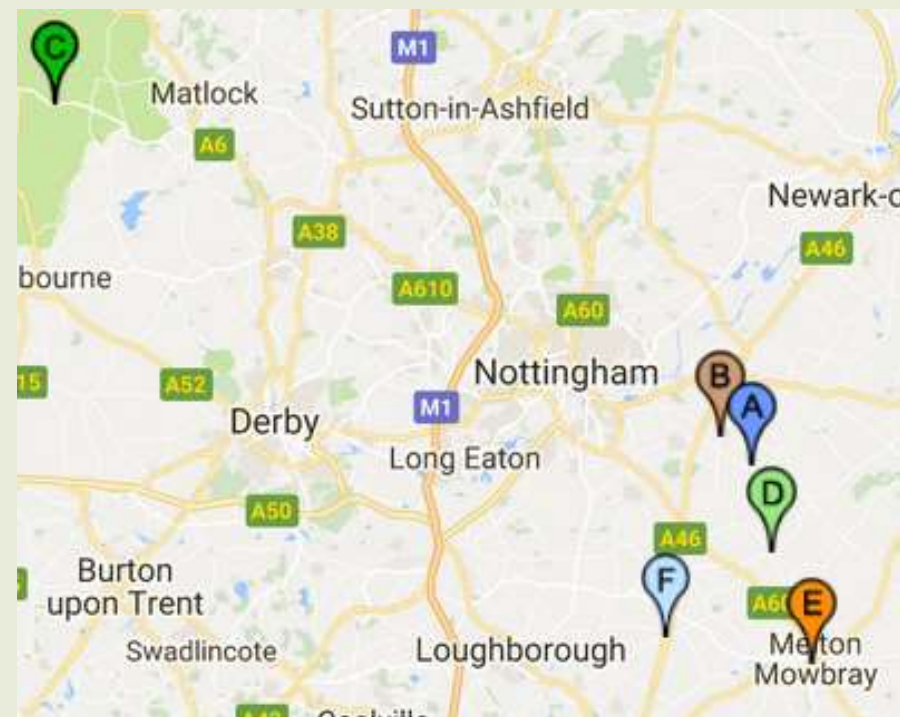 C
M1
Matlock
Sutton-in-Ashfield
A6
Newark-o
A38
A46
bourne
A610
A60
Nottingham
B
15
A52
M1
A
Derby
Long Eaton
D
A50
A46
Burton
upon Trent
F
A60
E
Swadlincote
Loughborough
Melton
Mowbray